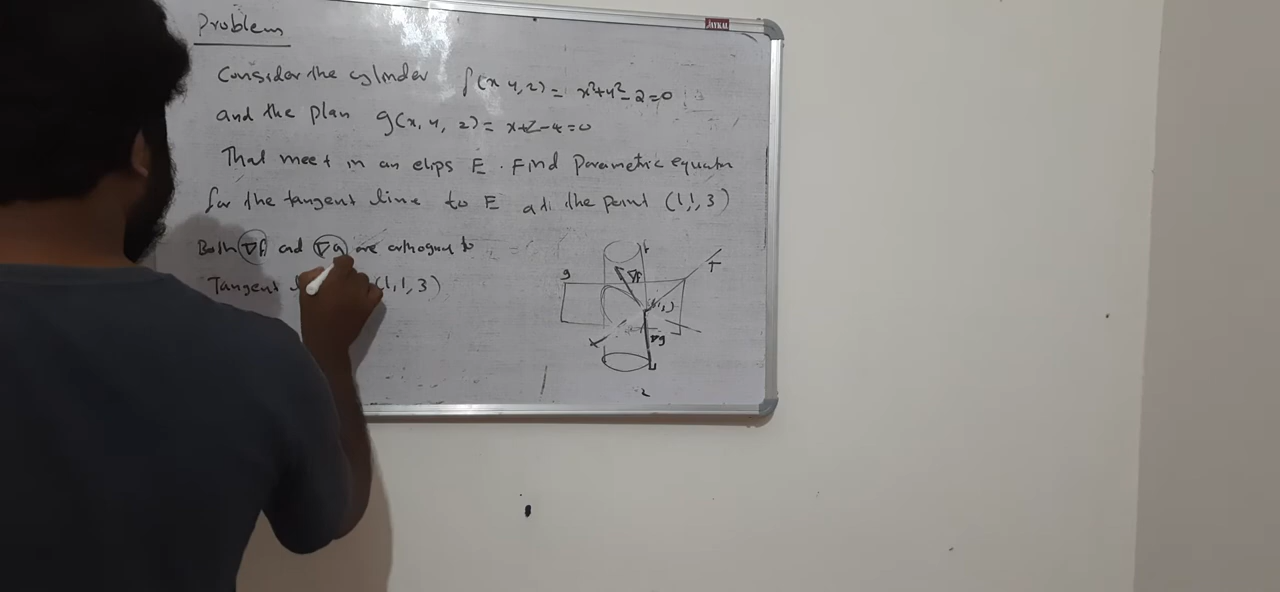 JAYKAL
Problem
Consider the cylinder f(x y, z) = x²+y²-2=0
and the plan g(x, y, z) = x+z-4=0
That meet in an elips E. Find Parametric equation
for the tangent line to E at the point (1,1,3)
Both ∇f and ∇g are orthogonal to
Tangent (1,1,3)
g
∇f
T
∇g